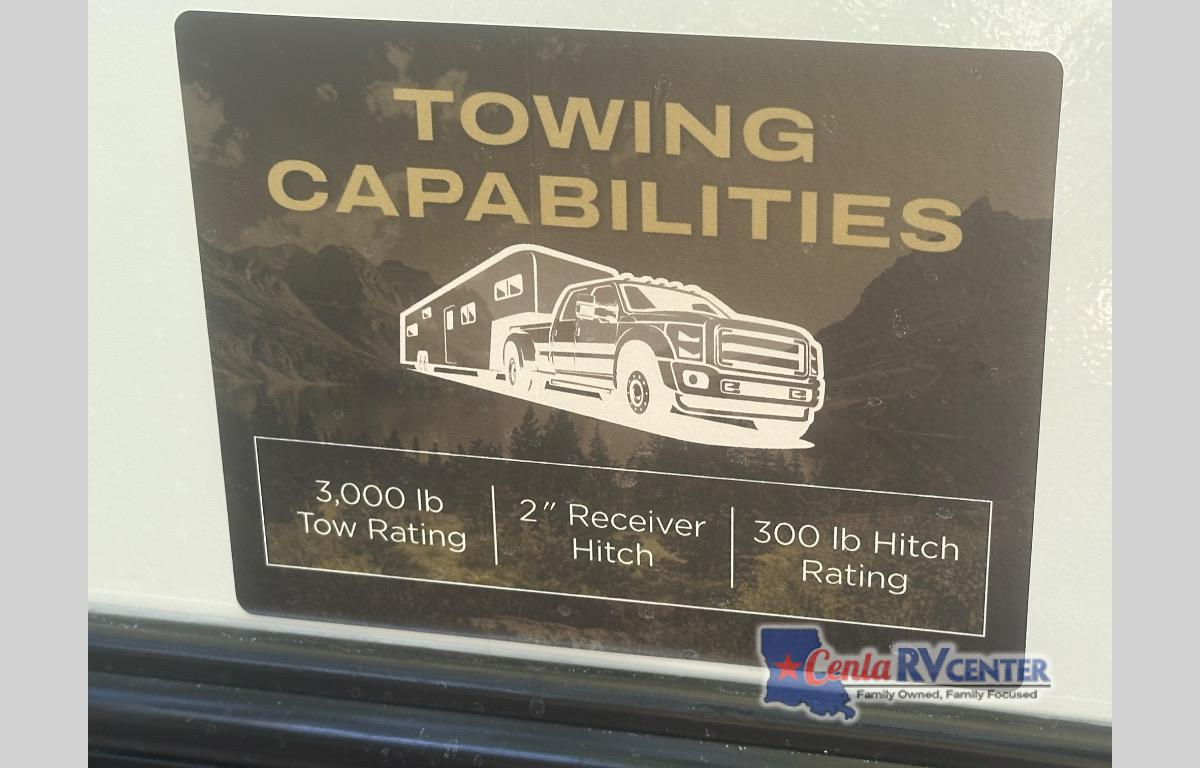 TOWING
CAPABILITIES
3,000 lb
Tow Rating
2" Receiver
Hitch
300 lb Hitch
Rating
Cenla RV CENTER
Family Owned, Family Focused